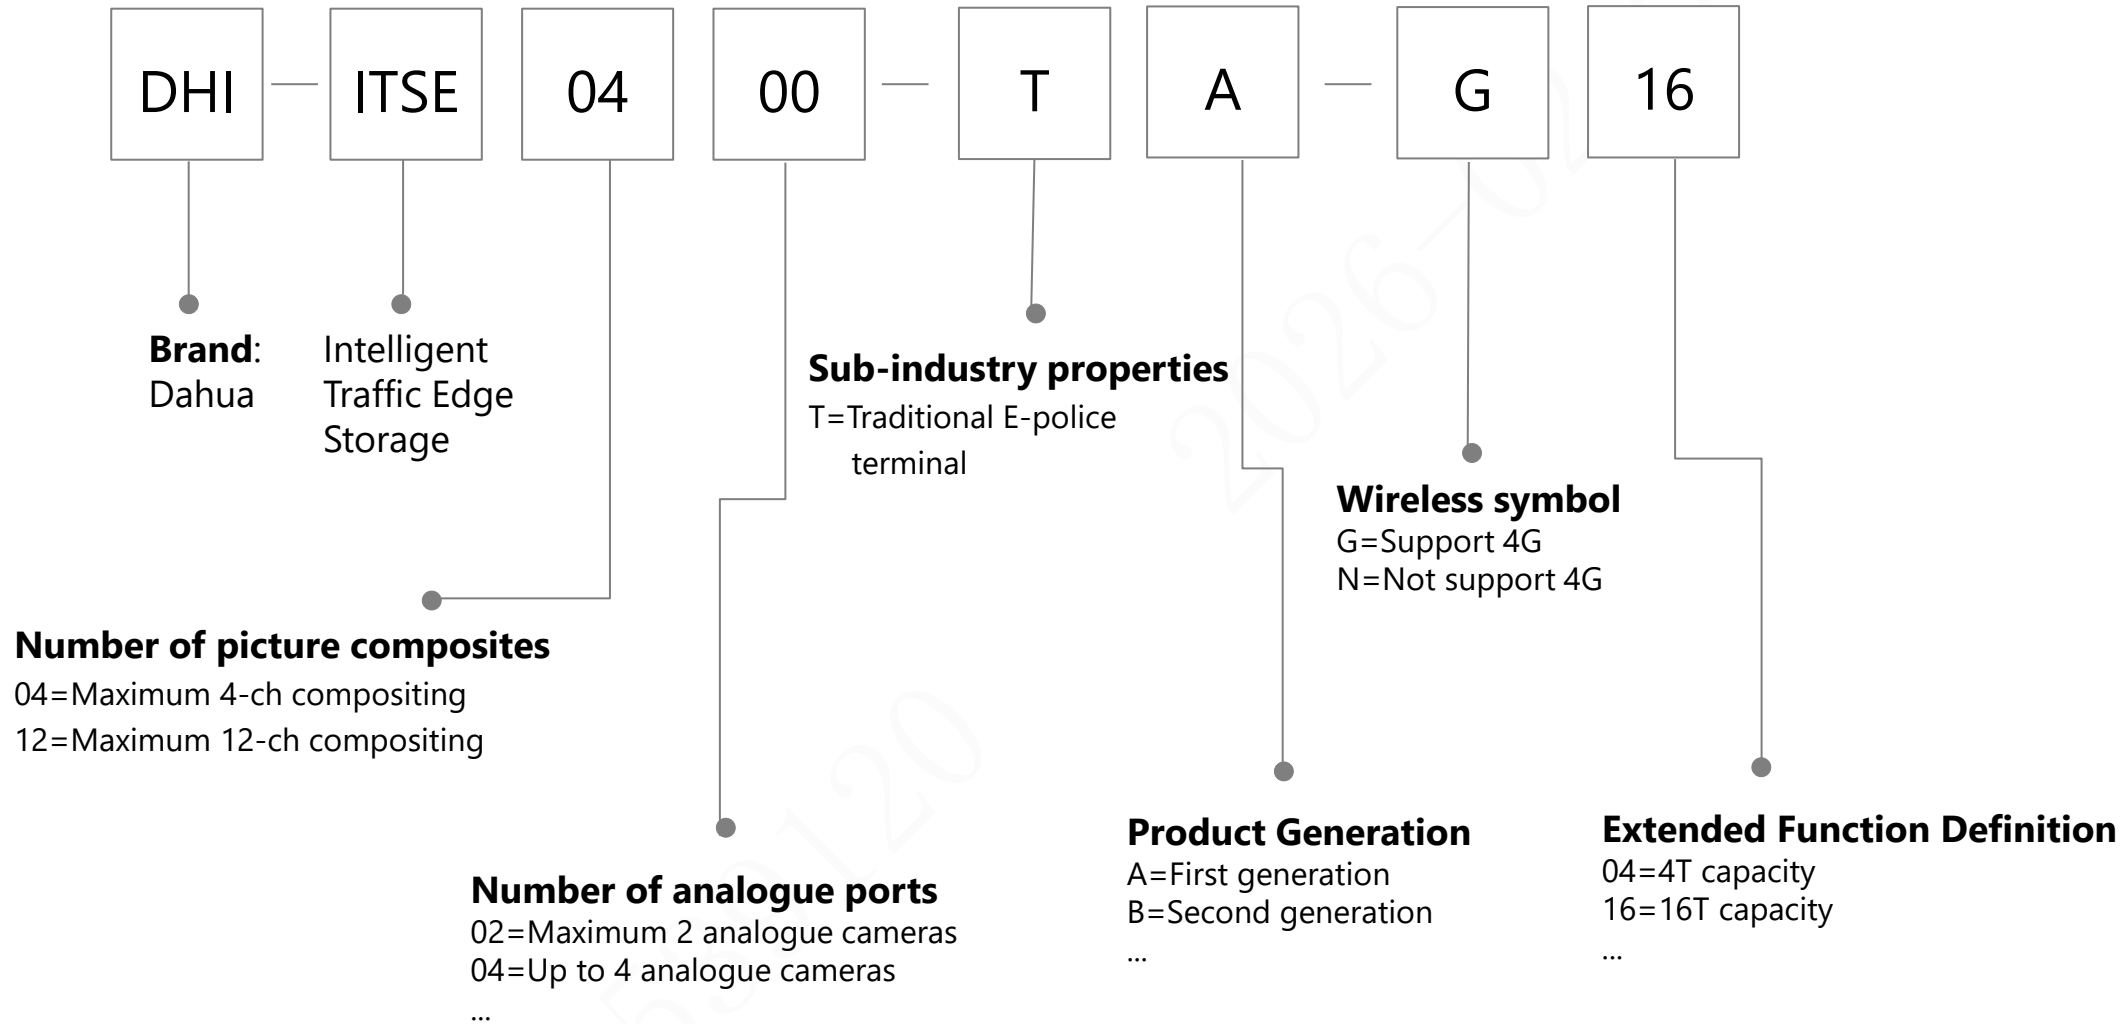 DHI — ITSE 04 00 — T A — G 16
Brand:
Dahua
Intelligent
Traffic Edge
Storage
Sub-industry properties
T=Traditional E-police
terminal
Wireless symbol
G=Support 4G
N=Not support 4G
Number of picture composites
04=Maximum 4-ch compositing
12=Maximum 12-ch compositing
Number of analogue ports
02=Maximum 2 analogue cameras
04=Up to 4 analogue cameras
...
Product Generation
A=First generation
B=Second generation
...
Extended Function Definition
04=4T capacity
16=16T capacity
...